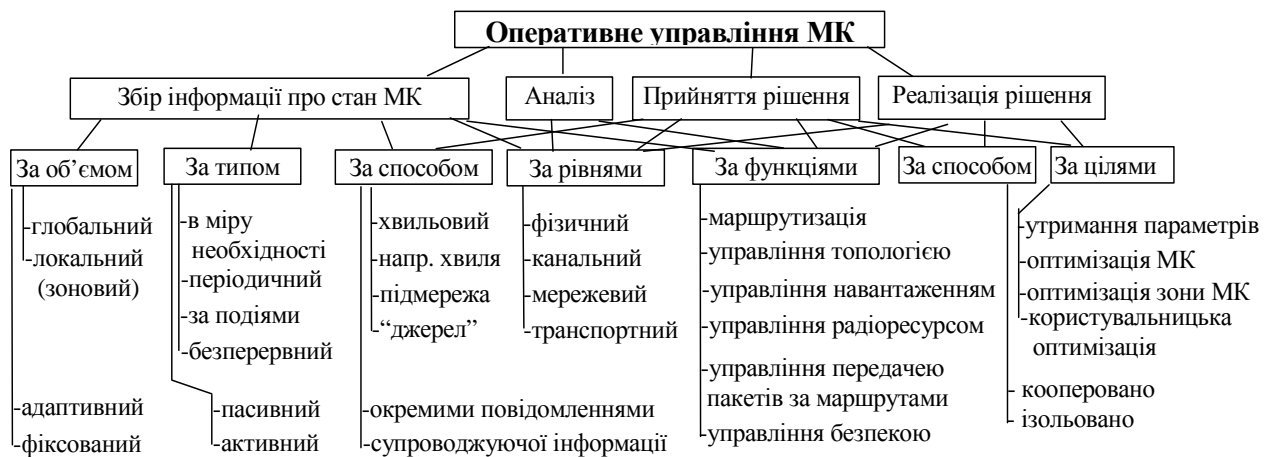 Оперативне управління МК
Збір інформації про стан МК
Аналіз
Прийняття рішення
Реалізація рішення
За об’ємом
За типом
За способом
За рівнями
За функціями
За способом
За цілями
-глобальний
-локальний
(зоновий)
-адаптивний
-фіксований
-в міру
необхідності
-періодичний
-за подіями
-безперервний
-пасивний
-активний
-хвильовий
-напр. хвиля
-підмережа
-“джерел”
-окремими повідомленнями
-супроводжуючої інформації
-фізичний
-канальний
-мережевий
-транспортний
-маршрутизація
-управління топологією
-управління навантаженням
-управління радіоресурсом
-управління передачею
пакетів за маршрутами
-управління безпекою
-утримання параметрів
-оптимізація МК
-оптимізація зони МК
-користувальницька
оптимізація
-кооперовано
- ізольовано